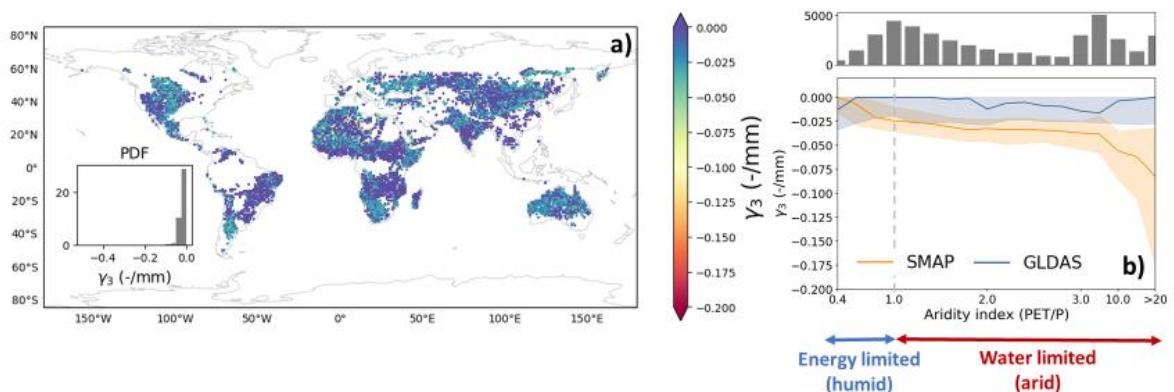 a)
80°N
60°N
40°N
20°N
0°
20°S
40°S
60°S
80°S
150°W 100°W 50°W 0° 50°E 100°E 150°E
PDF
20
0
-0.4 -0.2 0.0
γ₃ (-/mm)
0.000
−0.025
−0.050
−0.075
−0.100
−0.125
−0.150
−0.175
−0.200
γ₃ (-/mm)
b)
5000
0
0.000
−0.025
−0.050
−0.075
−0.100
−0.125
−0.150
−0.175
−0.200
γ₃ (-/mm)
SMAP GLDAS
0.4 1.0 2.0 3.0 10.0 >20
Aridity index (PET/P)
Energy limited
(humid)
Water limited
(arid)